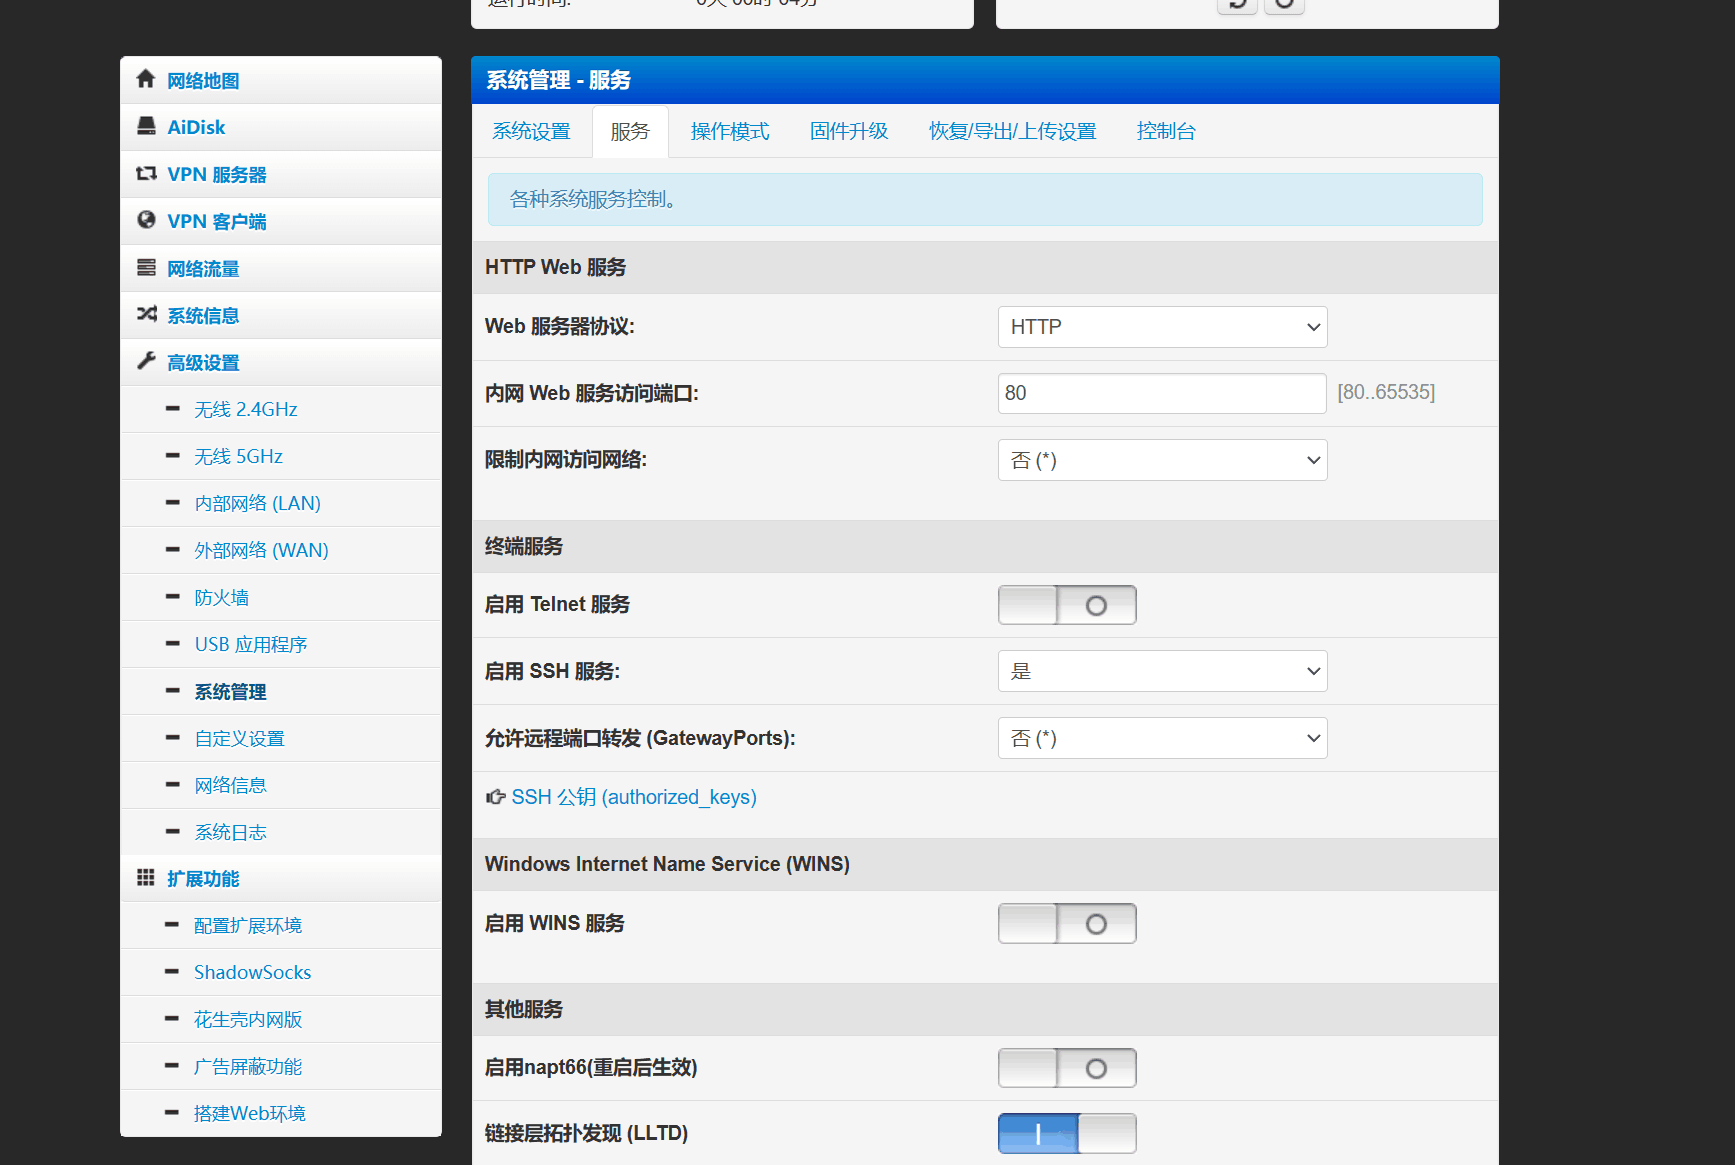 网络地图
AiDisk
VPN 服务器
VPN 客户端
网络流量
系统信息
高级设置
无线 2.4GHz
无线 5GHz
内部网络 (LAN)
外部网络 (WAN)
防火墙
USB 应用程序
系统管理
自定义设置
网络信息
系统日志
扩展功能
配置扩展环境
ShadowSocks
花生壳内网版
广告屏蔽功能
搭建Web环境
系统管理 - 服务
系统设置 服务 操作模式 固件升级 恢复/导出/上传设置 控制台
各种系统服务控制。
HTTP Web 服务
Web 服务器协议: HTTP
内网 Web 服务访问端口: 80 [80..65535]
限制内网访问网络: 否 (*)
终端服务
启用 Telnet 服务
启用 SSH 服务: 是
允许远程端口转发 (GatewayPorts): 否 (*)
SSH 公钥 (authorized_keys)
Windows Internet Name Service (WINS)
启用 WINS 服务
其他服务
启用napt66(重启后生效)
链接层拓扑发现 (LLTD)